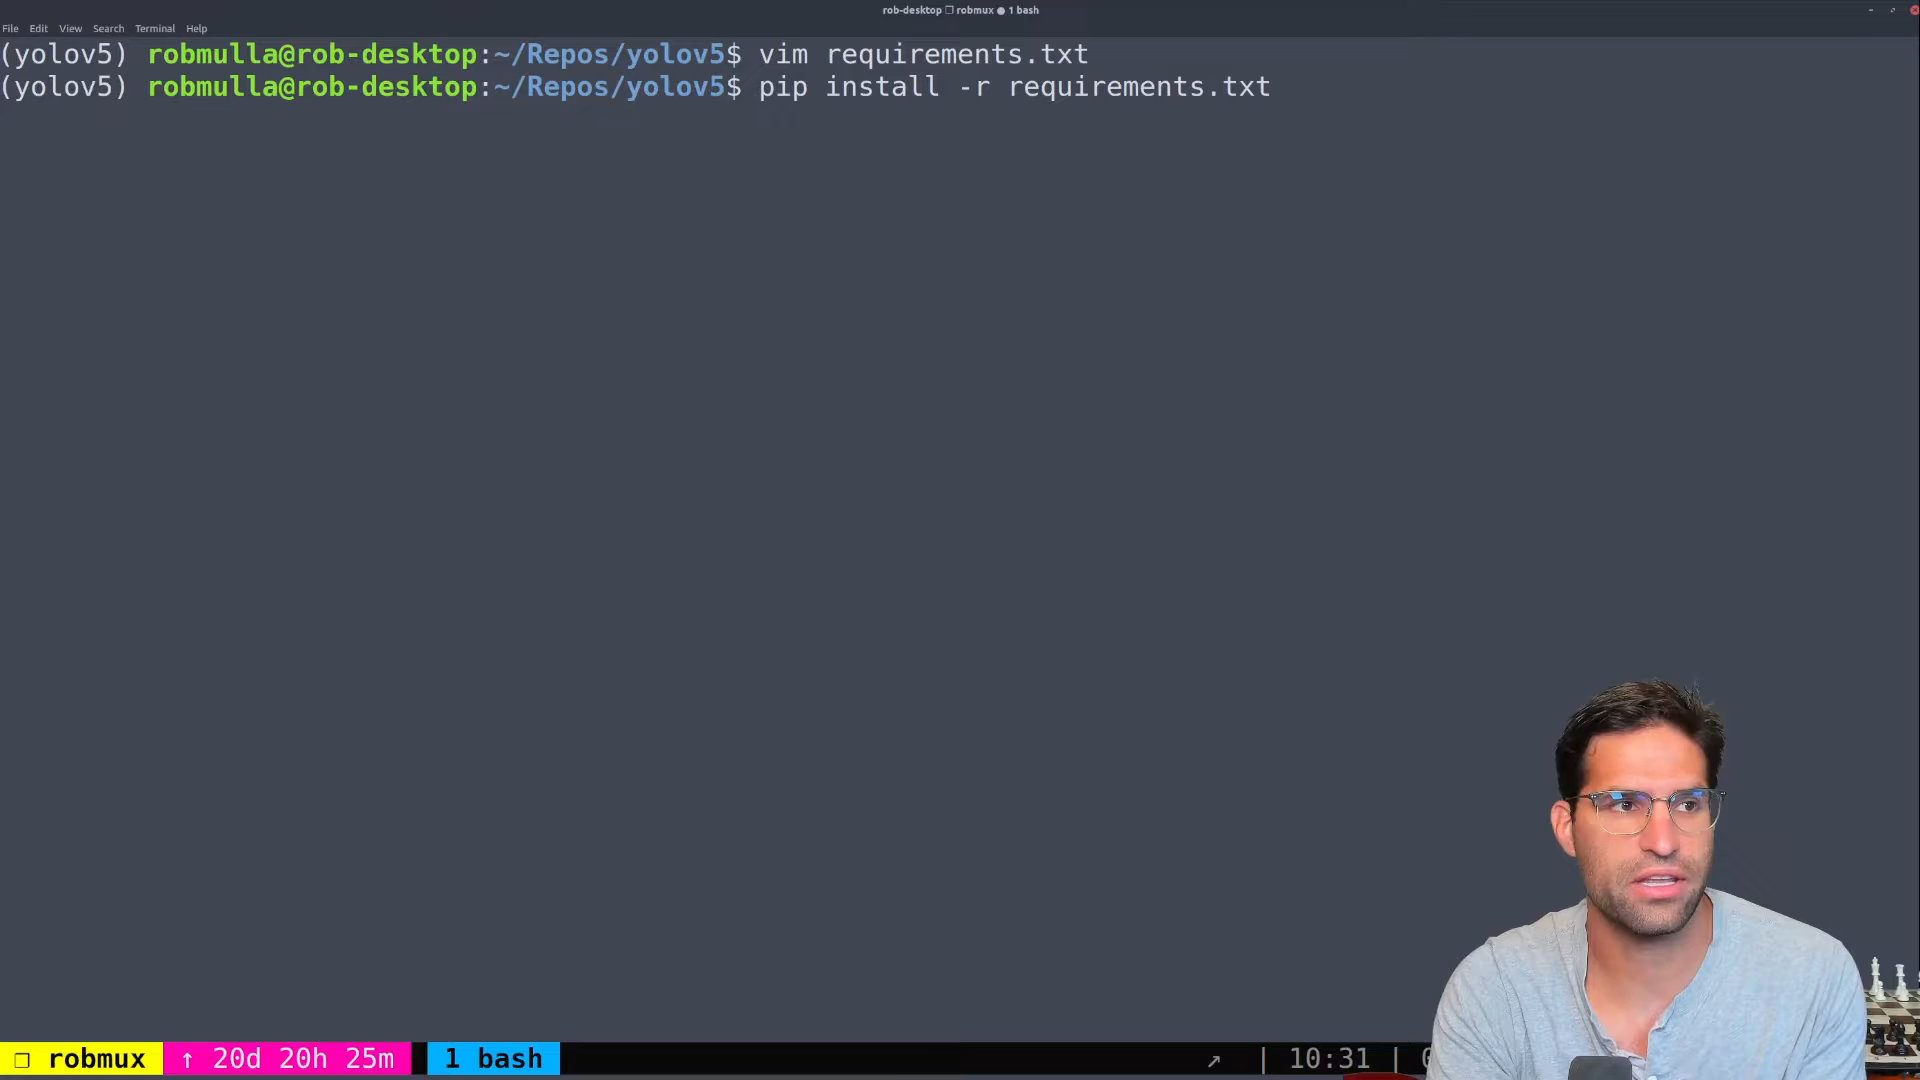 rob-desktop ❐ robmux ● 1 bash
File Edit View Search Terminal Help
(yolov5) robmulla@rob-desktop:~/Repos/yolov5$ vim requirements.txt
(yolov5) robmulla@rob-desktop:~/Repos/yolov5$ pip install -r requirements.txt
❐ robmux ↑ 20d 20h 25m 1 bash ↗ | 10:31 |